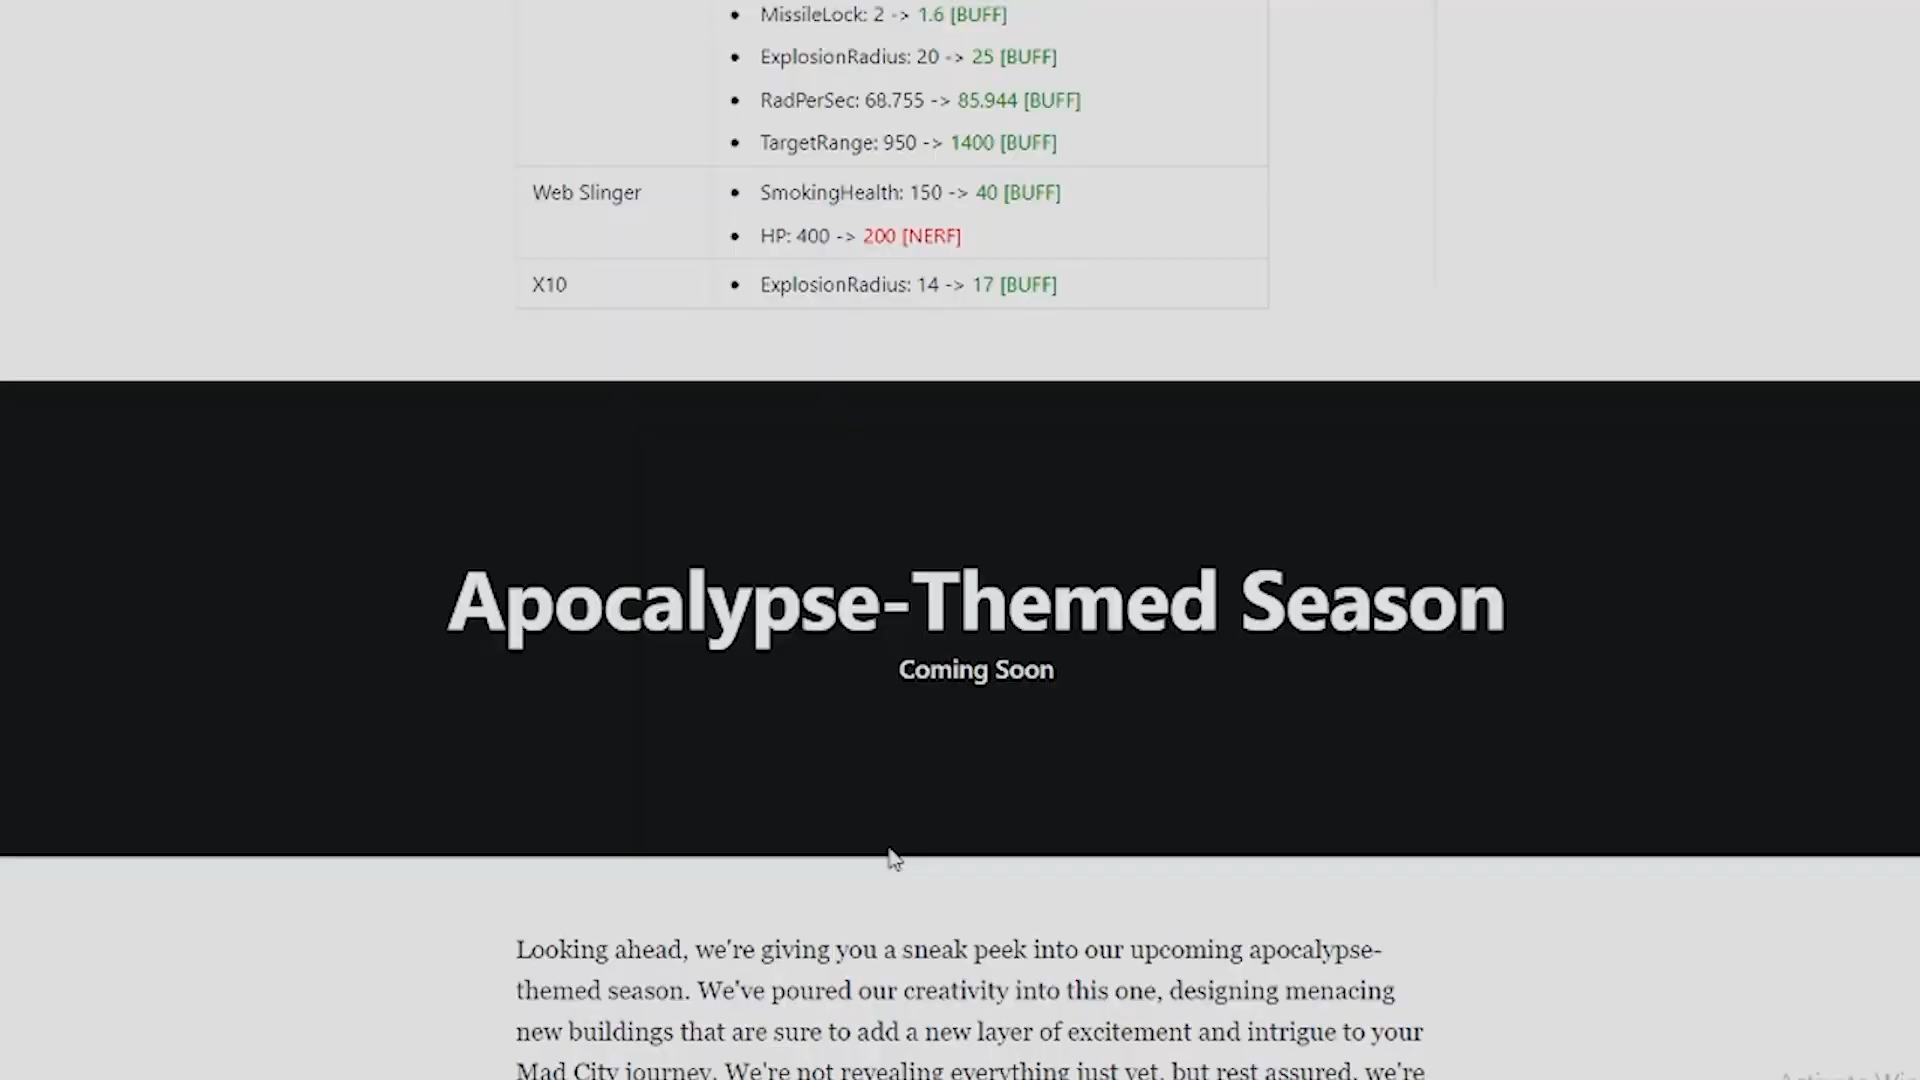 MissileLock: 2 -> 1.6 [BUFF]
ExplosionRadius: 20 -> 25 [BUFF]
RadPerSec: 68.755 -> 85.944 [BUFF]
TargetRange: 950 -> 1400 [BUFF]
Web Slinger
SmokingHealth: 150 -> 40 [BUFF]
HP: 400 -> 200 [NERF]
X10
ExplosionRadius: 14 -> 17 [BUFF]
Apocalypse-Themed Season
Coming Soon
Looking ahead, we're giving you a sneak peek into our upcoming apocalypse-
themed season. We've poured our creativity into this one, designing menacing
new buildings that are sure to add a new layer of excitement and intrigue to your
Mad City journey. We're not revealing everything just yet, but rest assured, we're